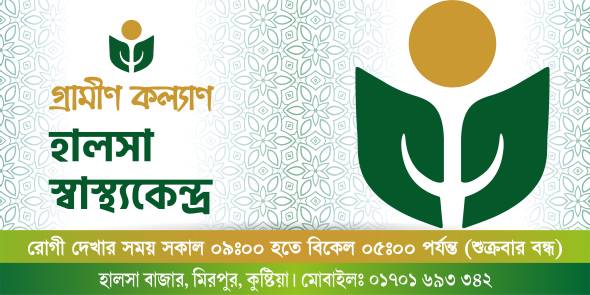 গ্রামীণ কল্যাণ
হালসা
স্বাস্থ্যকেন্দ্র
রোগী দেখার সময় সকাল ০৯ঃ০০ হতে বিকেল ০৫ঃ০০ পর্যন্ত (শুক্রবার বন্ধ)
হালসা বাজার, মিরপুর, কুষ্টিয়া। মোবাইলঃ ০১৭০১ ৬৯৩ ৩৪২